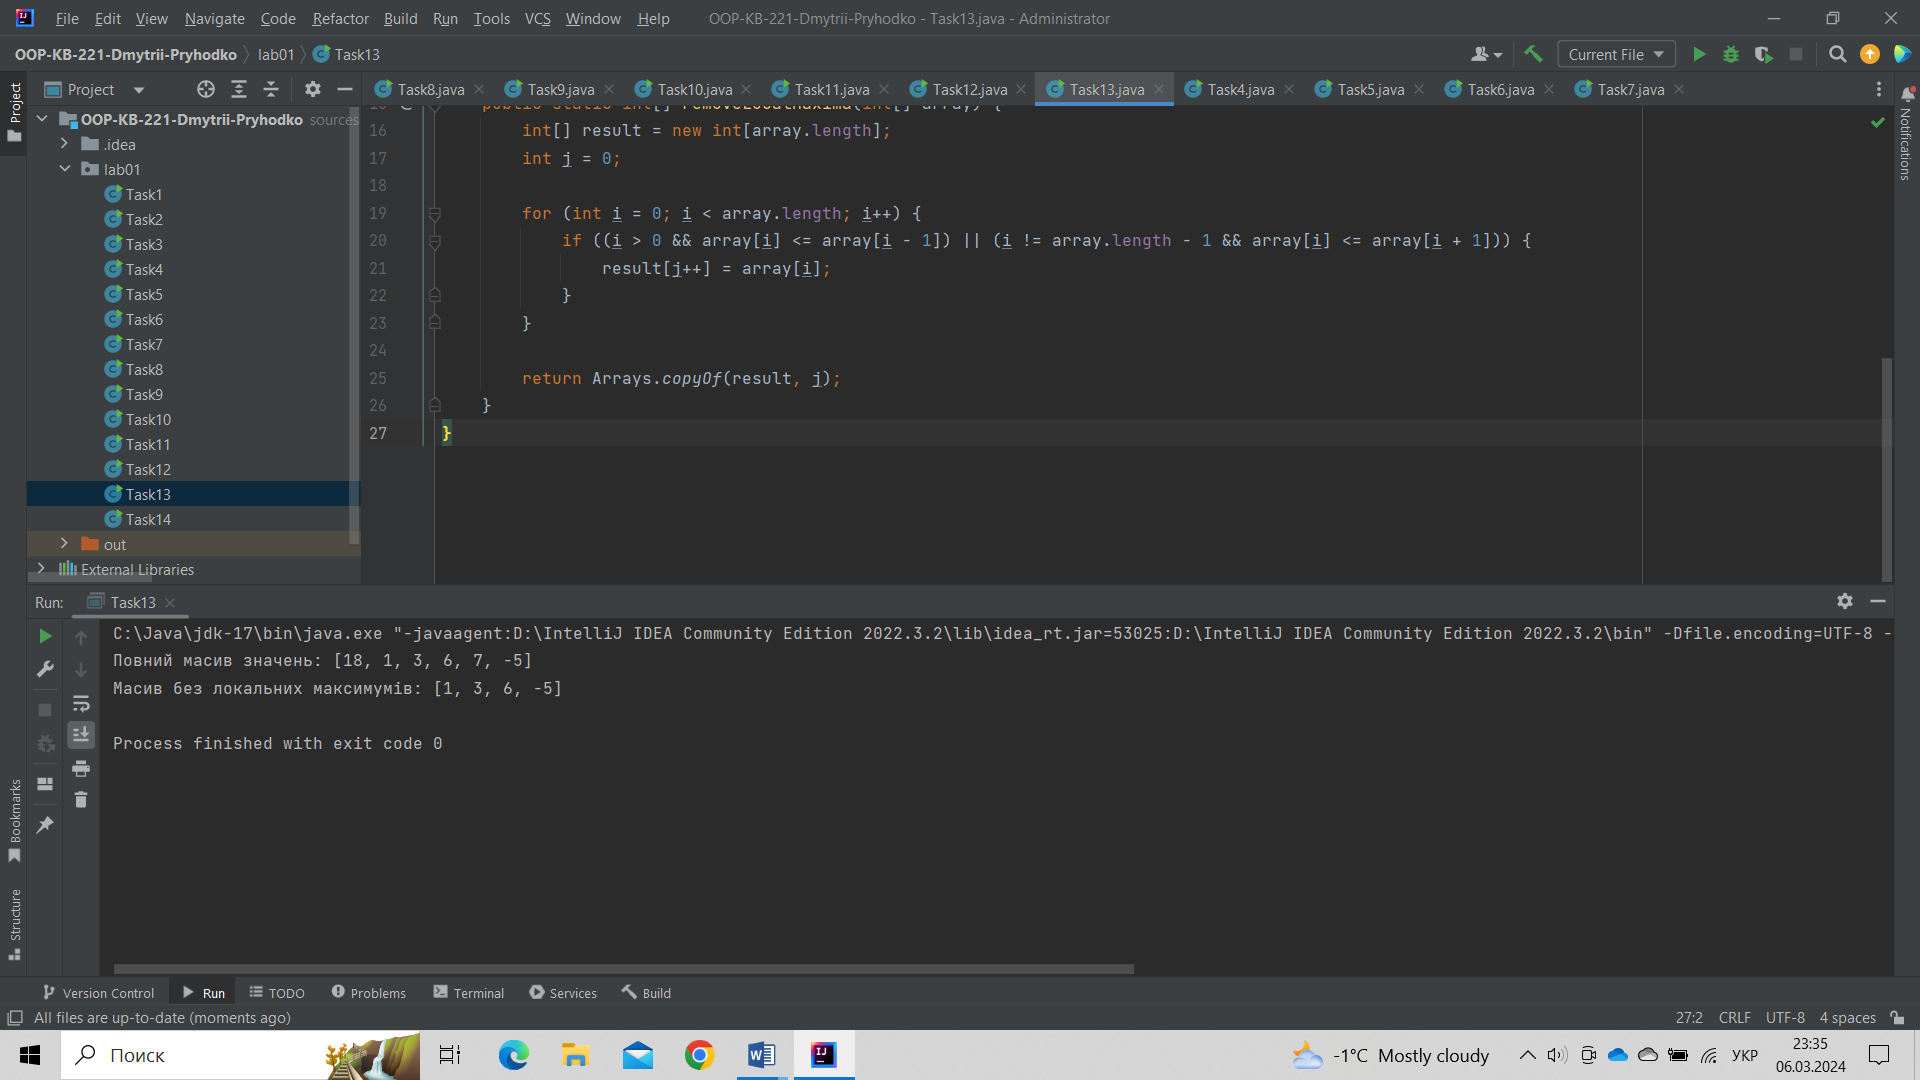 File Edit View Navigate Code Refactor Build Run Tools VCS Window Help OOP-KB-221-Dmytrii-Pryhodko - Task13.java - Administrator
OOP-KB-221-Dmytrii-Pryhodko lab01 Task13 Current File
Project Task8.java Task9.java Task10.java Task11.java Task12.java Task13.java Task4.java Task5.java Task6.java Task7.java
Project
Notifications
OOP-KB-221-Dmytrii-Pryhodko sources
.idea
lab01
Task1
Task2
Task3
Task4
Task5
Task6
Task7
Task8
Task9
Task10
Task11
Task12
Task13
Task14
out
External Libraries
public static int[] removeLocalMaxima(int[] array) {
16 int[] result = new int[array.length];
17 int j = 0;
18
19 for (int i = 0; i < array.length; i++) {
20 if ((i > 0 && array[i] <= array[i - 1]) || (i != array.length - 1 && array[i] <= array[i + 1])) {
21 result[j++] = array[i];
22 }
23 }
24
25 return Arrays.copyOf(result, j);
26 }
27 }
Run: Task13
C:\Java\jdk-17\bin\java.exe "-javaagent:D:\IntelliJ IDEA Community Edition 2022.3.2\lib\idea_rt.jar=53025:D:\IntelliJ IDEA Community Edition 2022.3.2\bin" -Dfile.encoding=UTF-8 -
Повний масив значень: [18, 1, 3, 6, 7, -5]
Масив без локальних максимумів: [1, 3, 6, -5]
Process finished with exit code 0
Bookmarks
Structure
Version Control Run TODO Problems Terminal Services Build
All files are up-to-date (moments ago) 27:2 CRLF UTF-8 4 spaces
Поиск -1°C Mostly cloudy УКР 23:35
06.03.2024